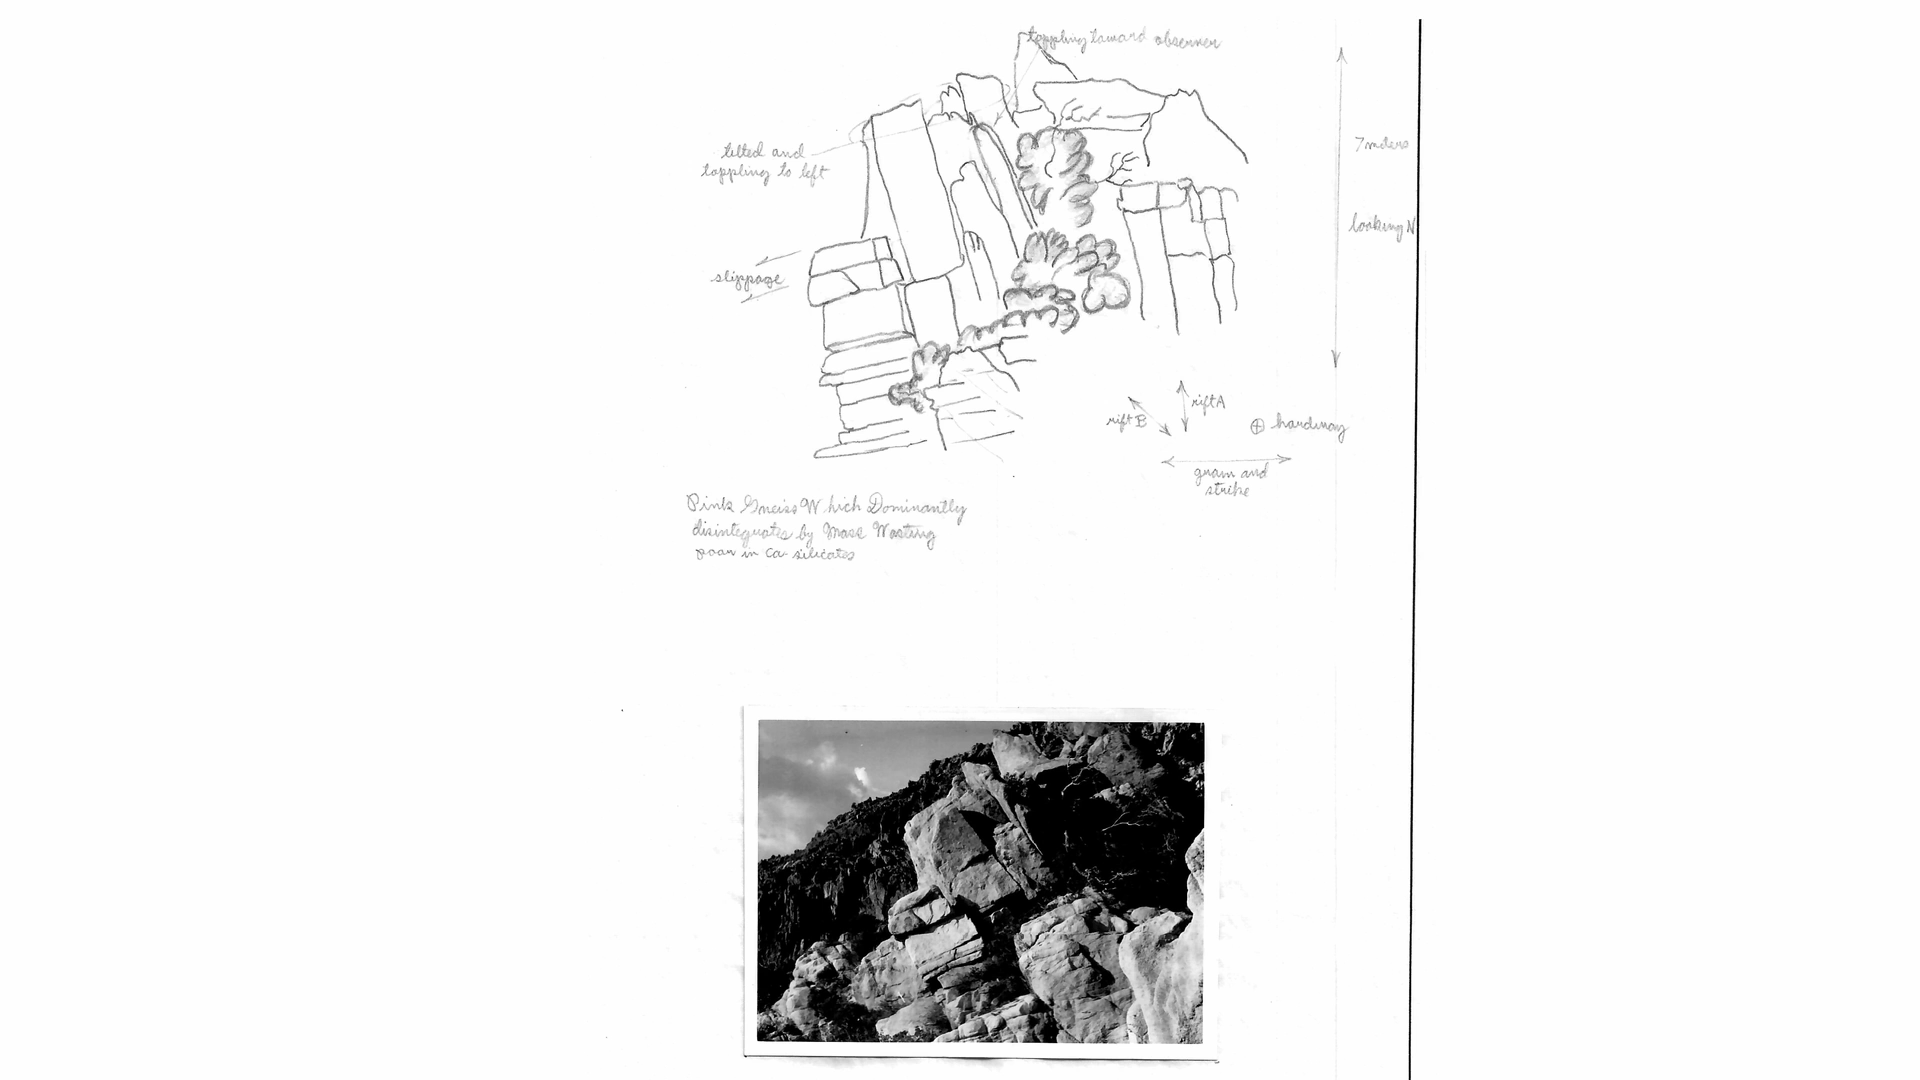 toppling toward observer
tilted and
toppling to left
7 meters
looking N
slippage
rift A
rift B
⊕ hardway
grain and
strike
Pink Gneiss Which Dominantly
disintegrates by Mass Wasting
poor in Ca-silicates